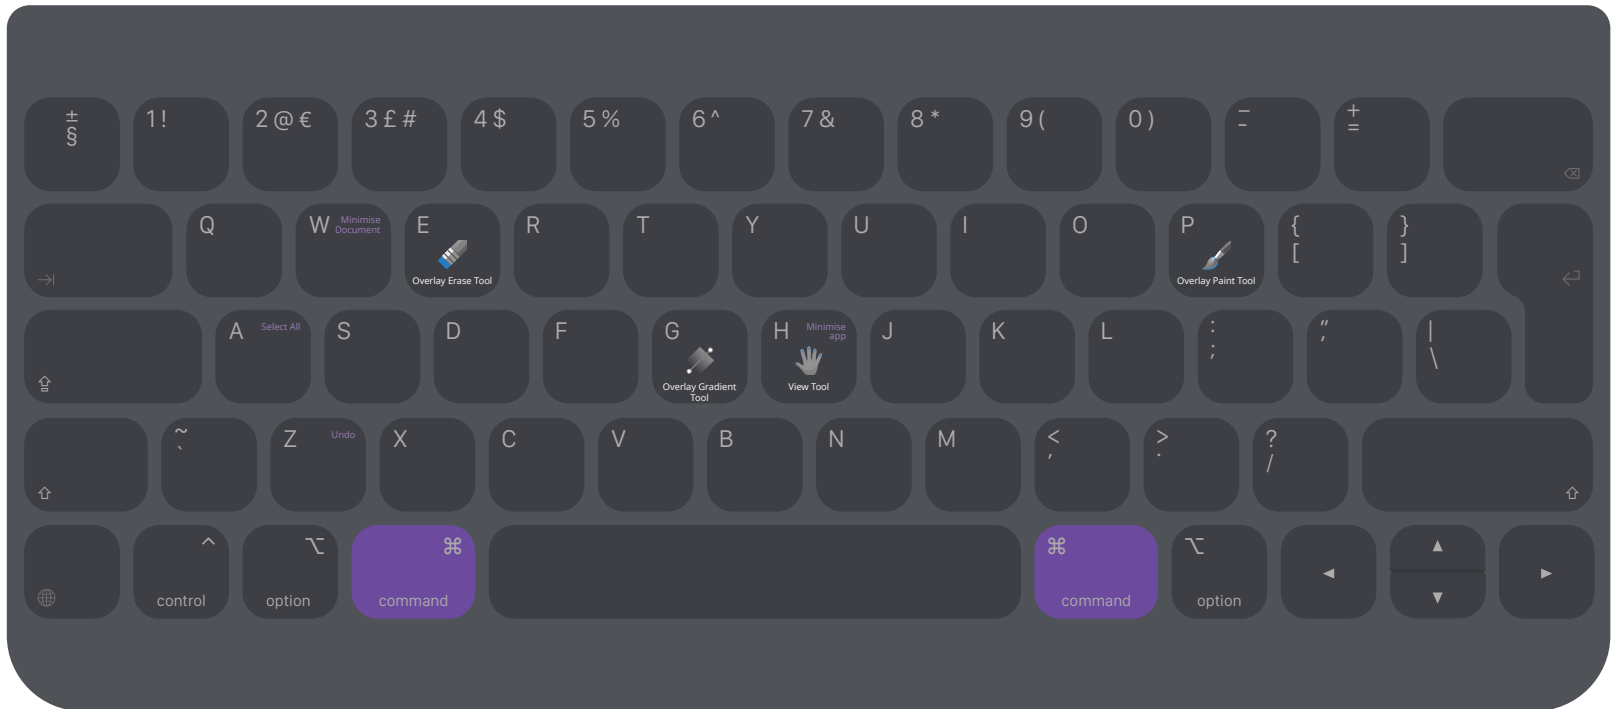 ± 1! 2@€ 3£# 4$ 5% 6^ 7& 8* 9( 0) _ +
§ - =
Q W Minimise E R T Y U I O P { }
Document [ ]
Overlay Erase Tool Overlay Paint Tool
A Select All S D F G H Minimise J K L : ” |
app ; ’ \
Overlay Gradient View Tool
Tool
~ Z Undo X C V B N M < > ?
` , . /
^ ⌥ ⌘ ⌘ ⌥ ▲
◄ ►
control option command command option ▼